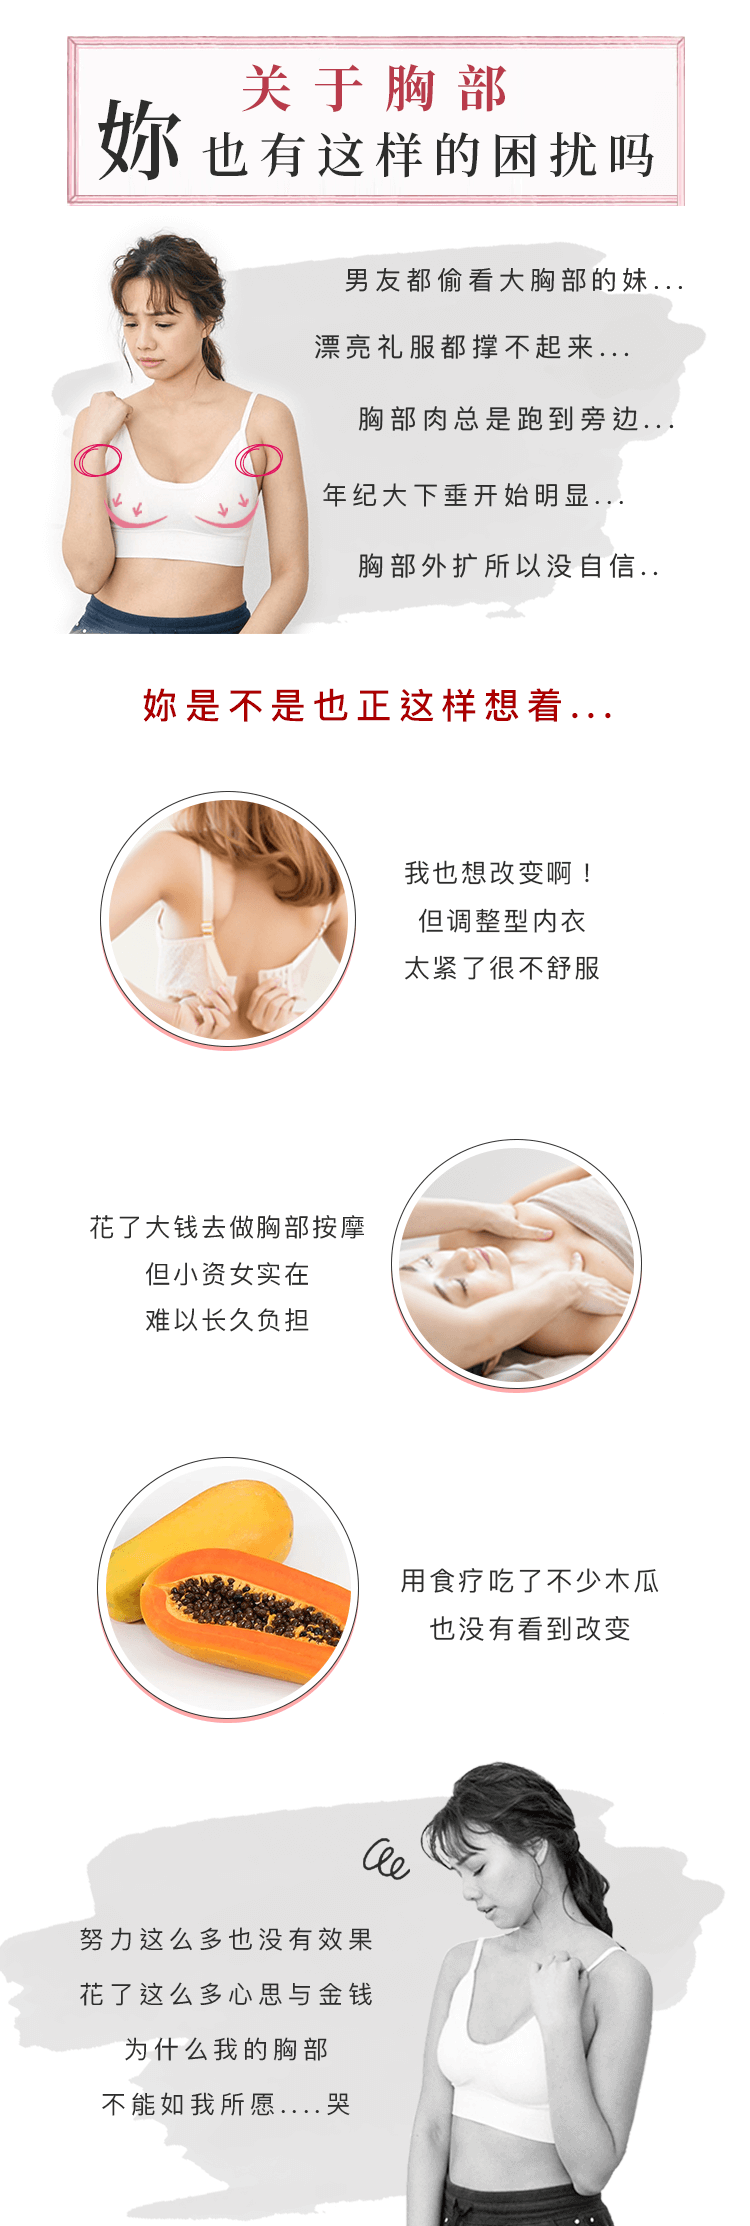 关于胸部
妳也有这样的困扰吗
男友都偷看大胸部的妹...
漂亮礼服都撑不起来...
胸部肉总是跑到旁边...
年纪大下垂开始明显...
胸部外扩所以没自信..
妳是不是也正这样想着...
我也想改变啊！
但调整型内衣
太紧了很不舒服
花了大钱去做胸部按摩
但小资女实在
难以长久负担
用食疗吃了不少木瓜
也没有看到改变
努力这么多也没有效果
花了这么多心思与金钱
为什么我的胸部
不能如我所愿....哭